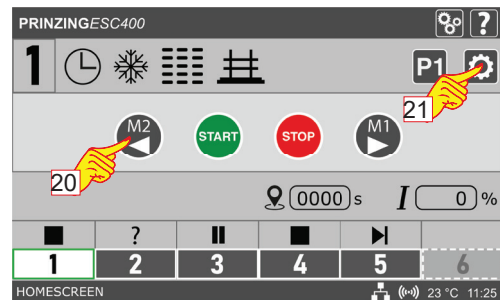 PRINZINGESC400 ?
1 P1
21
M2 START STOP M1
20
0000 s I 0 %
?
1 2 3 4 5 6
HOMESCREEN 23 °C 11:25